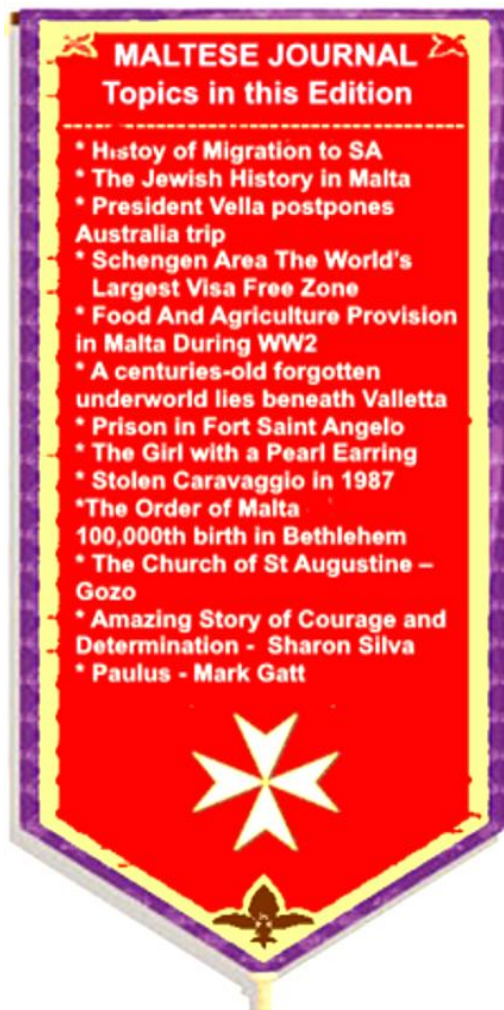 MALTESE JOURNAL
Topics in this Edition
* Histoy of Migration to SA
* The Jewish History in Malta
* President Vella postpones
Australia trip
* Schengen Area The World's
Largest Visa Free Zone
* Food And Agriculture Provision
in Malta During WW2
* A centuries-old forgotten
underworld lies beneath Valletta
* Prison in Fort Saint Angelo
* The Girl with a Pearl Earring
* Stolen Caravaggio in 1987
*The Order of Malta
100,000th birth in Bethlehem
* The Church of St Augustine –
Gozo
* Amazing Story of Courage and
Determination - Sharon Silva
* Paulus - Mark Gatt